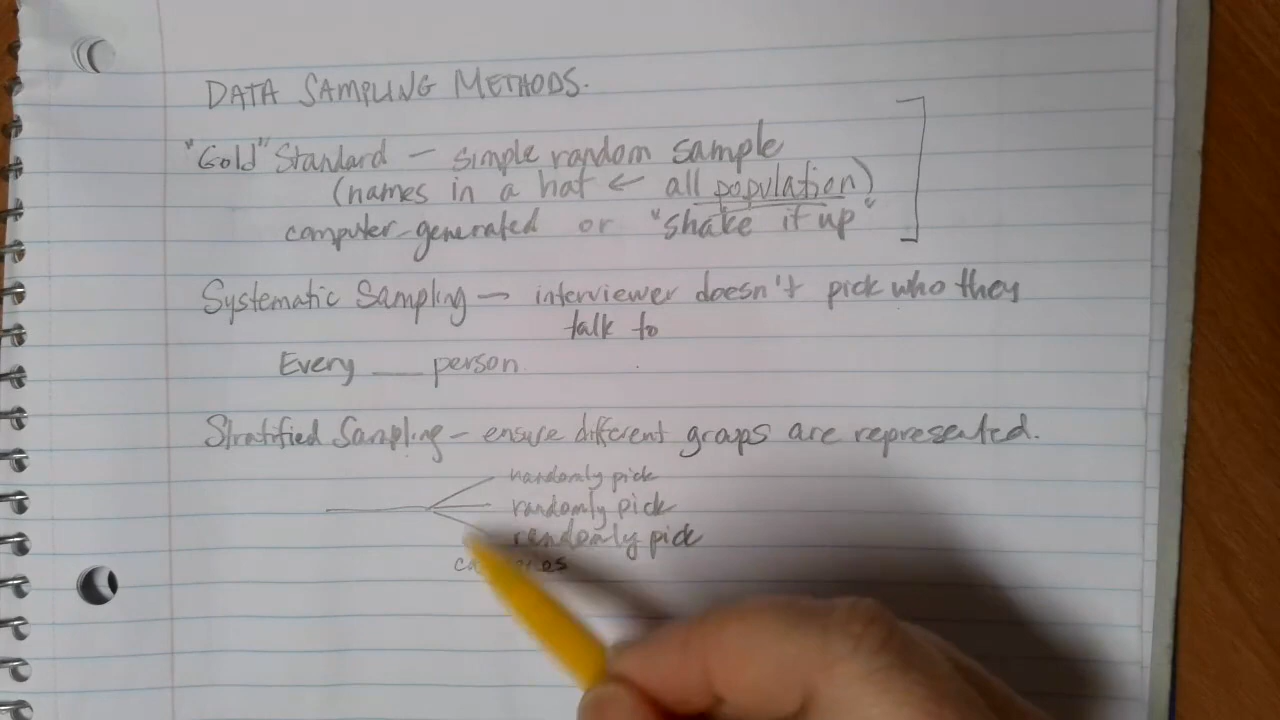 DATA SAMPLING METHODS.
"Gold" Standard - simple random sample
(names in a hat ← all population)
computer-generated or "shake it up"
Systematic Sampling - interviewer doesn't pick who they
talk to
Every ___ person
Stratified Sampling - ensure different groups are represented.
randomly pick
randomly pick
randomly pick